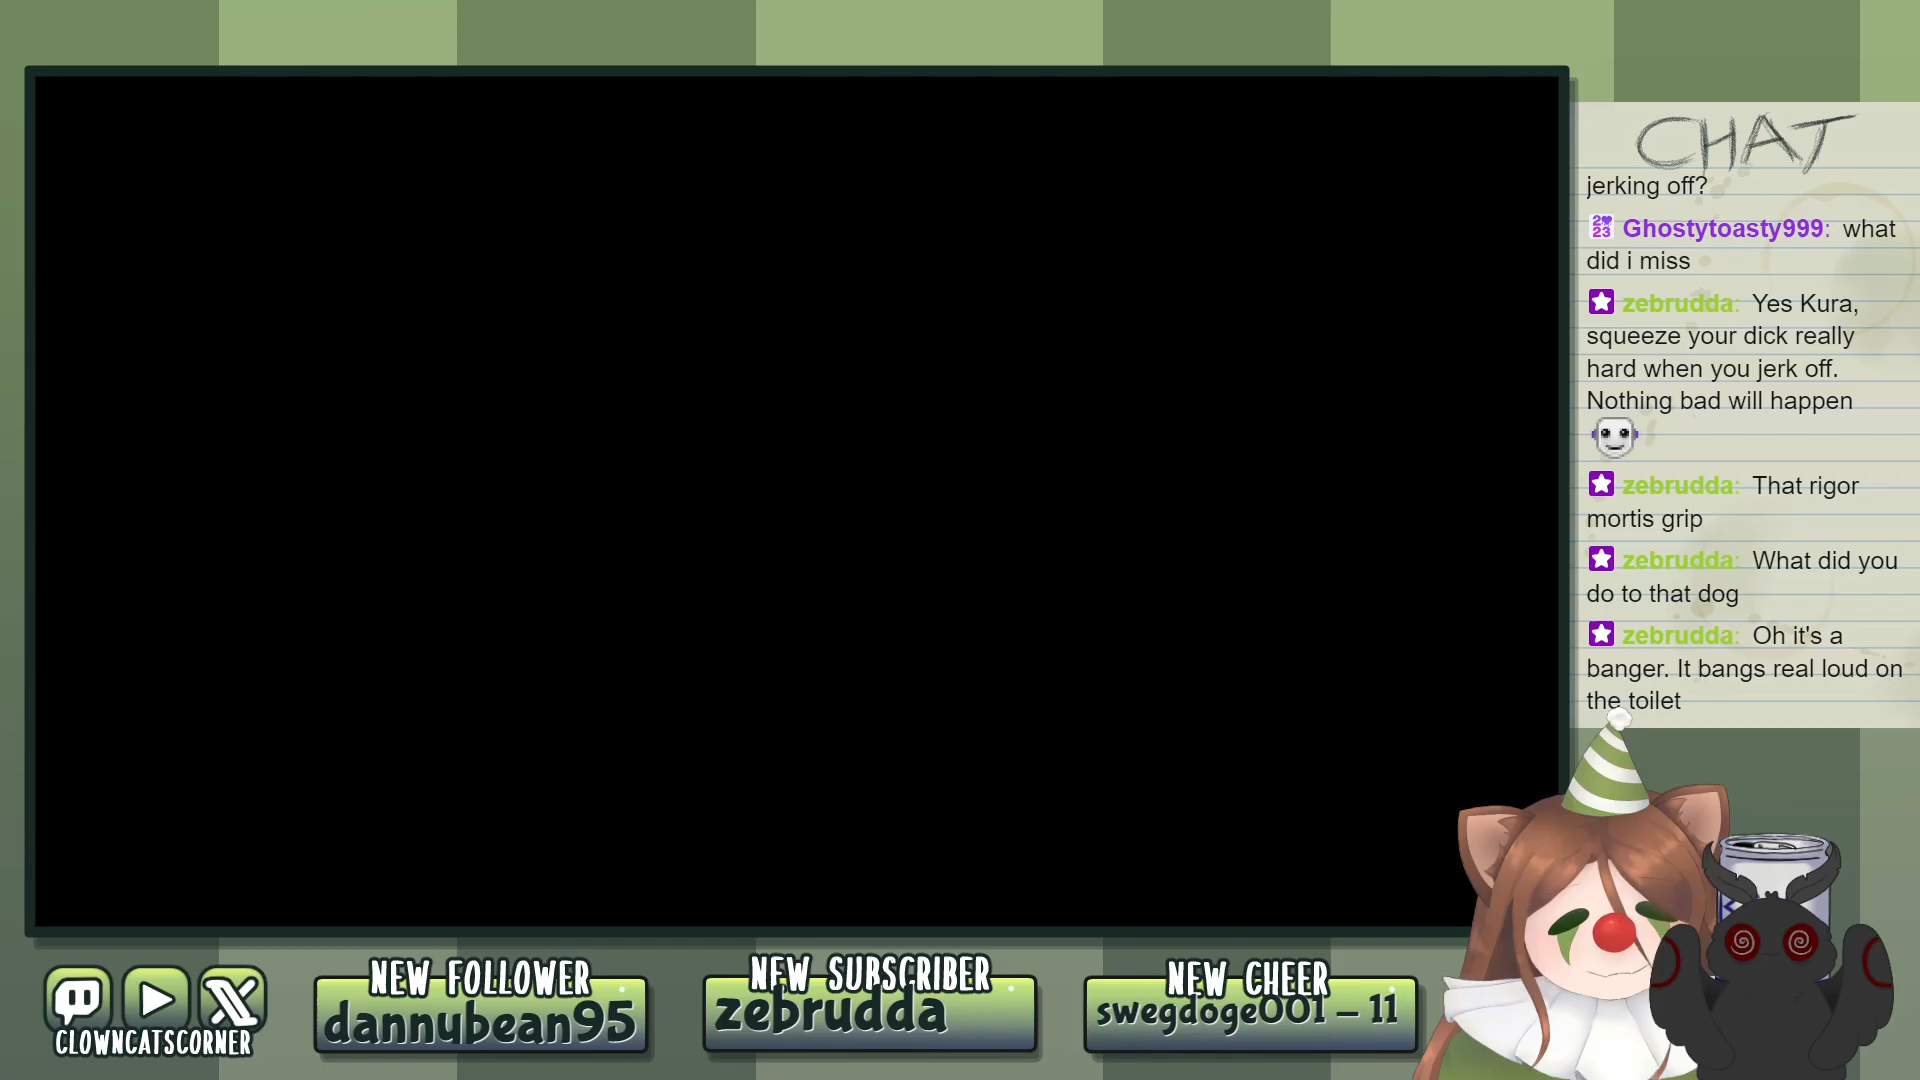 CHAT
jerking off?
Ghostytoasty999: what
did i miss
zebrudda: Yes Kura,
squeeze your dick really
hard when you jerk off.
Nothing bad will happen
zebrudda: That rigor
mortis grip
zebrudda: What did you
do to that dog
zebrudda: Oh it's a
banger. It bangs real loud on
the toilet
CLOWNCATSCORNER
NEW FOLLOWER
dannubean95
NEW SUBSCRIBER
zebrudda
NEW CHEER
swegdoge001 – 11